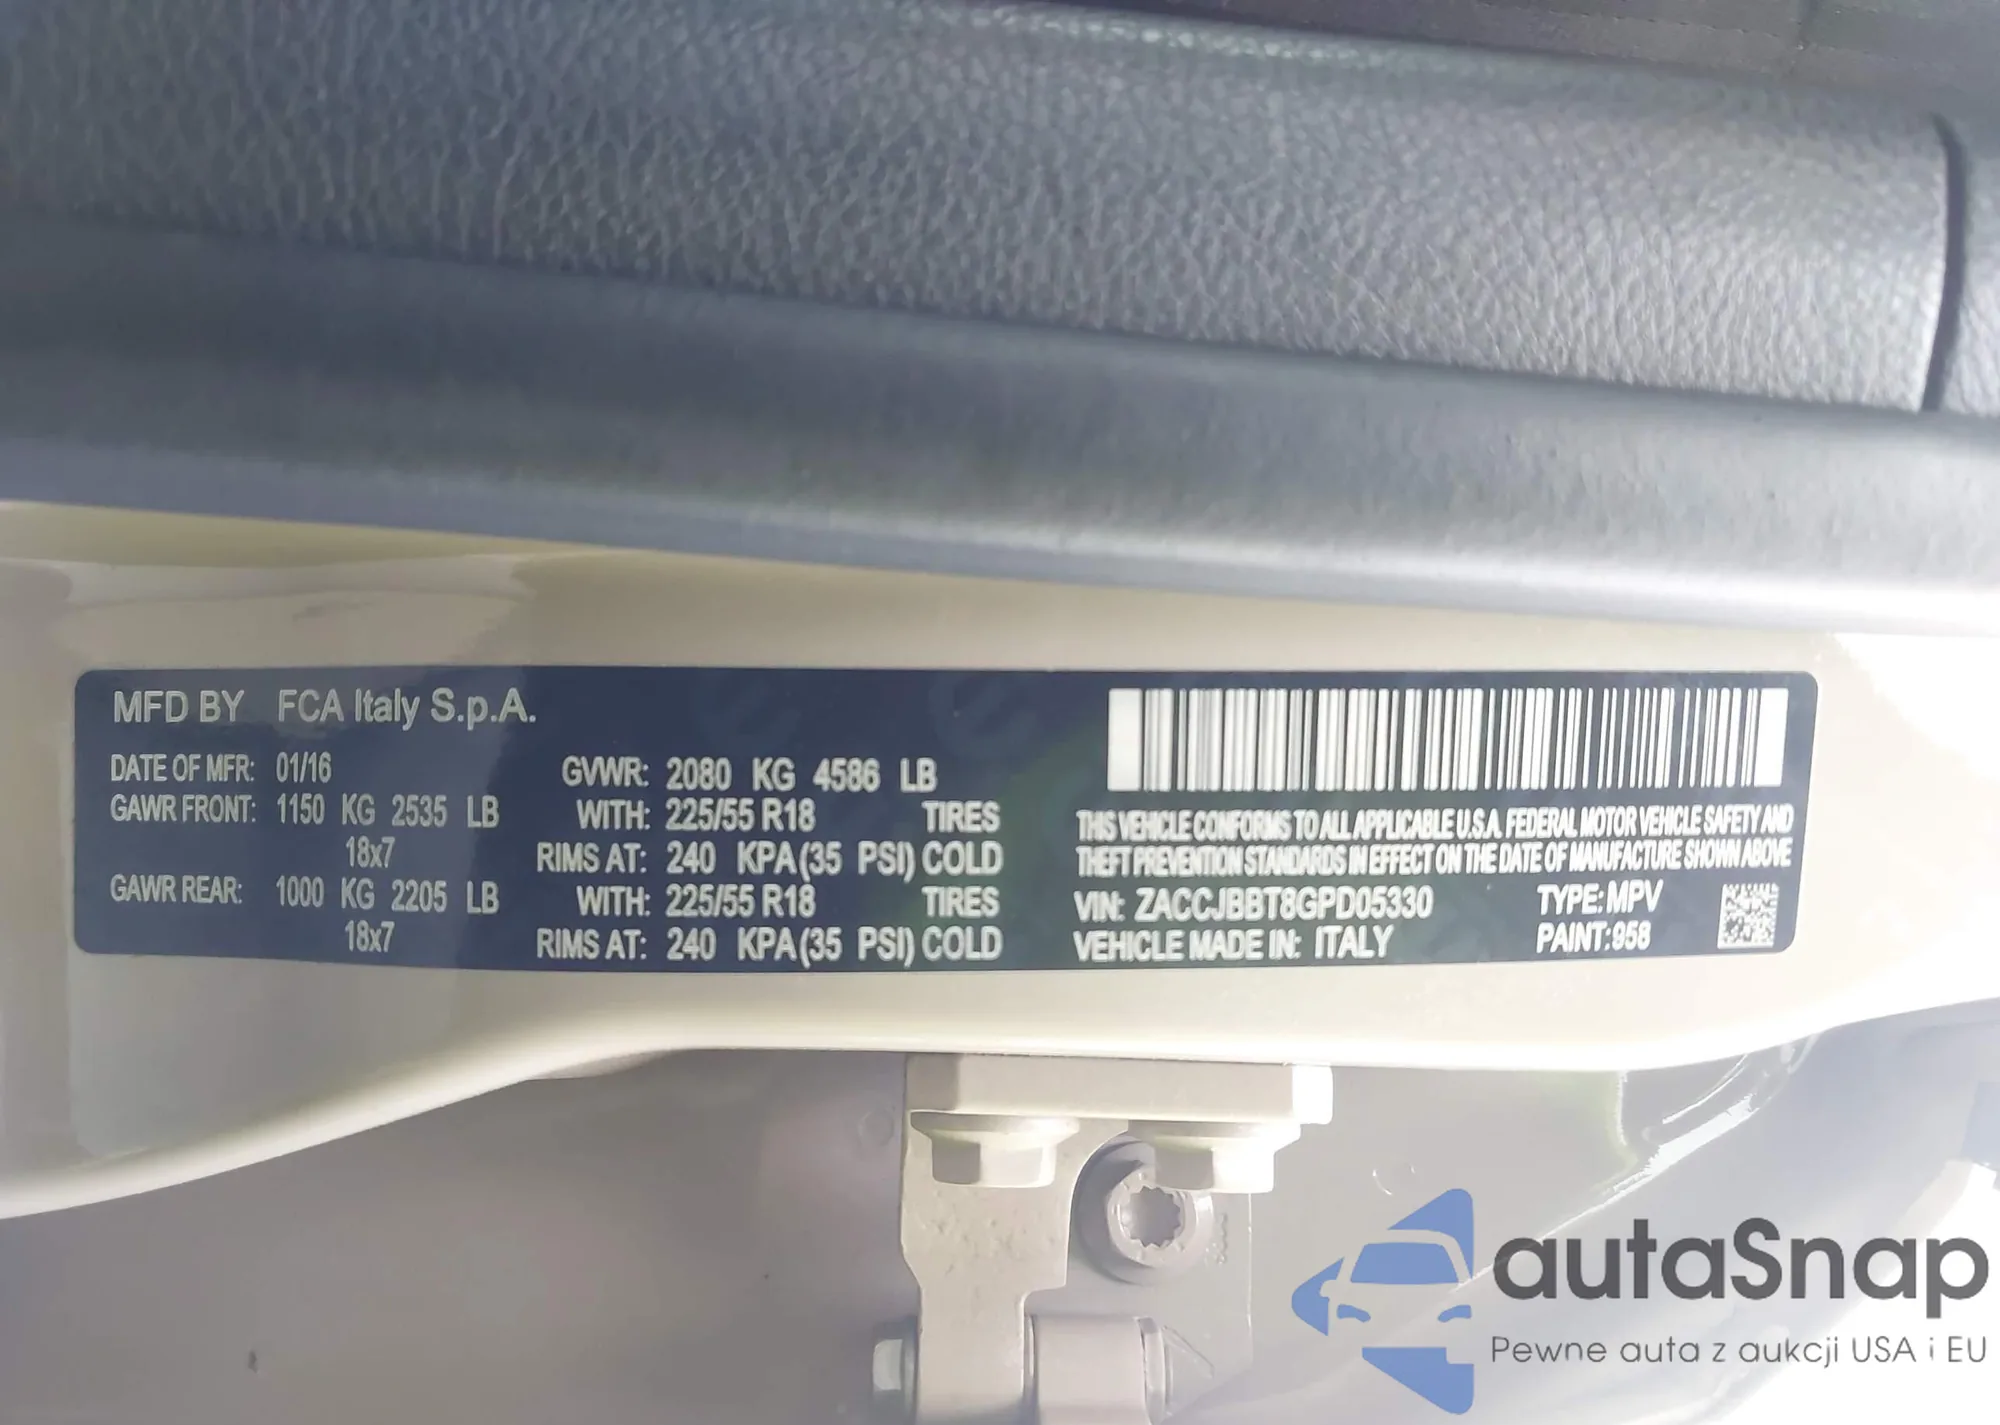 MFD BY FCA Italy S.p.A.
DATE OF MFR: 01/16 GVWR: 2080 KG 4586 LB
GAWR FRONT: 1150 KG 2535 LB WITH: 225/55 R18 TIRES
18x7 RIMS AT: 240 KPA(35 PSI) COLD
GAWR REAR: 1000 KG 2205 LB WITH: 225/55 R18 TIRES
18x7 RIMS AT: 240 KPA(35 PSI) COLD
THIS VEHICLE CONFORMS TO ALL APPLICABLE U.S.A. FEDERAL MOTOR VEHICLE SAFETY AND
THEFT PREVENTION STANDARDS IN EFFECT ON THE DATE OF MANUFACTURE SHOWN ABOVE
VIN: ZACCJBBT8GPD05330 TYPE: MPV
VEHICLE MADE IN: ITALY PAINT: 958
autaSnap
Pewne auta z aukcji USA i EU